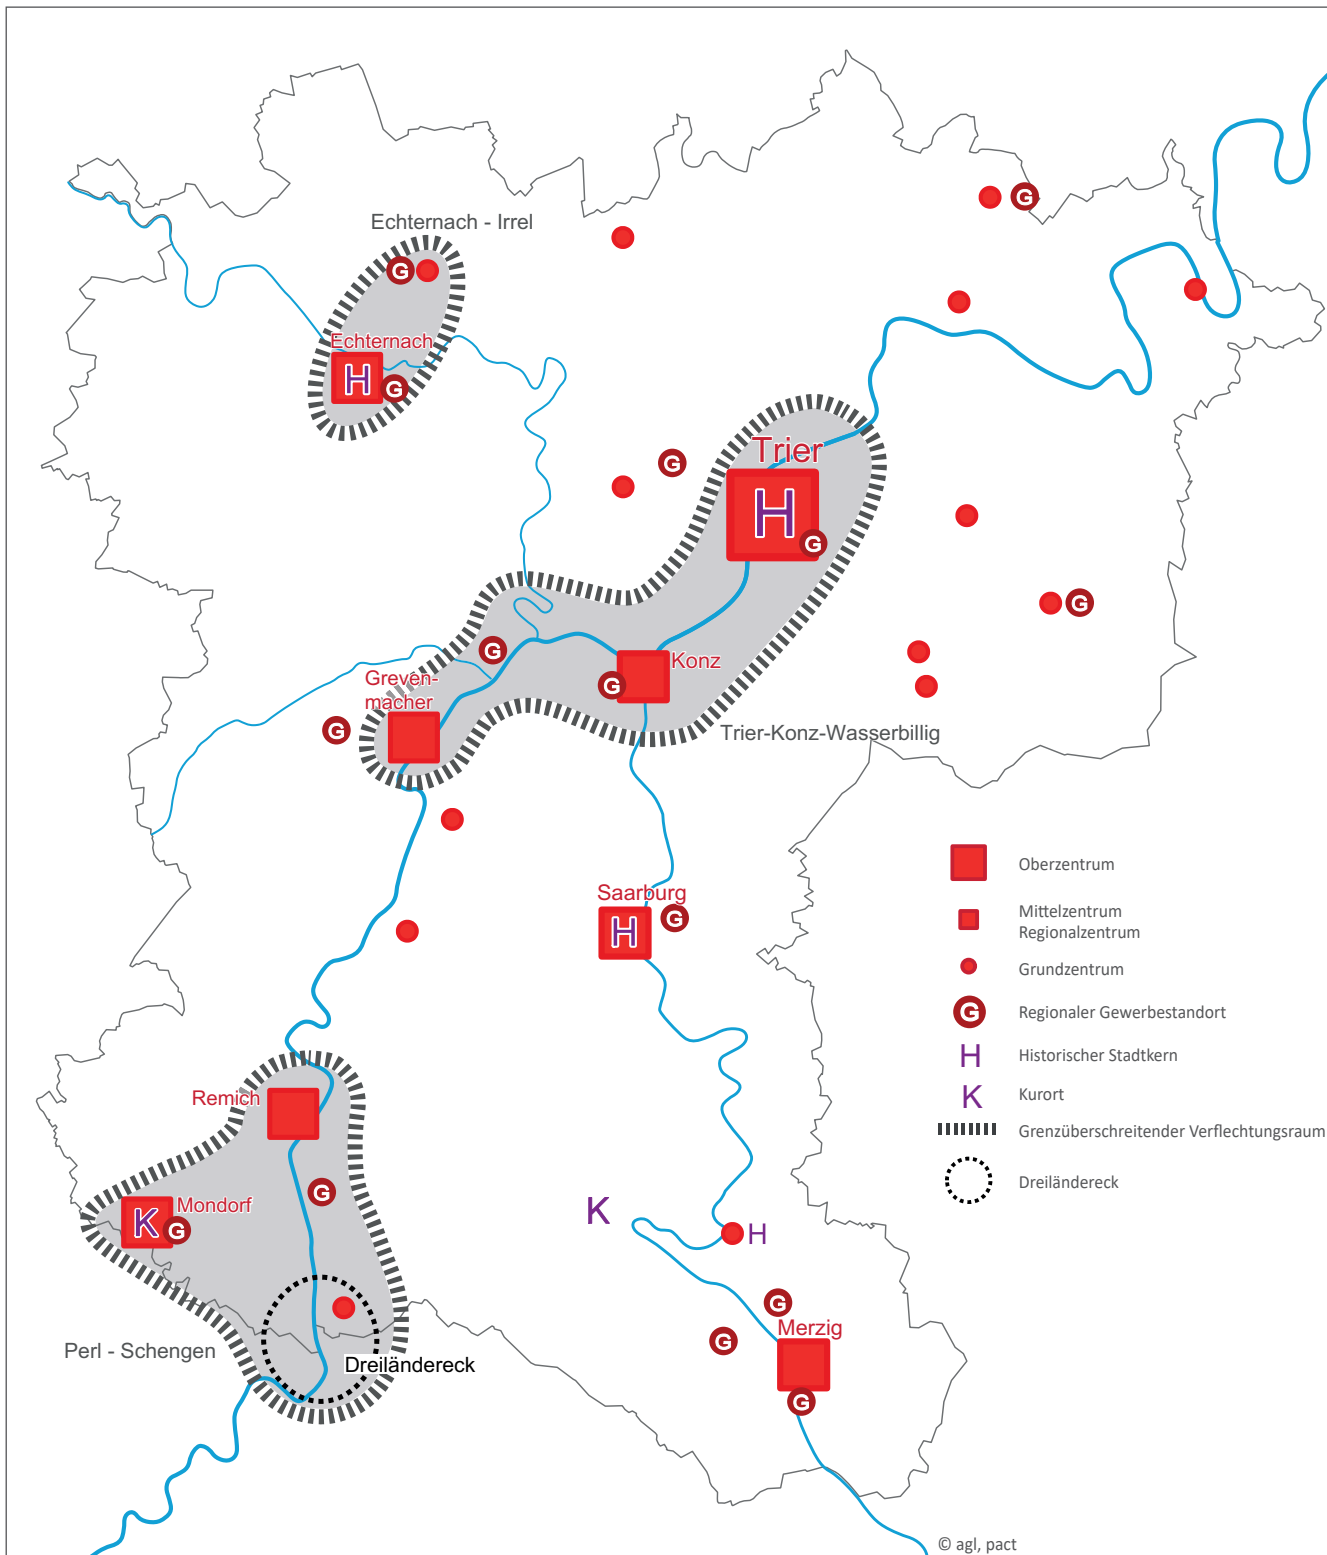 Echternach - Irrel
G
G
Echternach
H
G
Trier
G
H
G
G
G
Konz
G
Greven-
macher
G
Trier-Konz-Wasserbillig
Saarburg
G
H
Remich
G
Mondorf
K
G
K
H
G
Merzig
G
G
Perl - Schengen
Dreiländereck
Oberzentrum
Mittelzentrum
Regionalzentrum
Grundzentrum
G Regionaler Gewerbestandort
H Historischer Stadtkern
K Kurort
Grenzüberschreitender Verflechtungsraum
Dreiländereck
© agl, pact